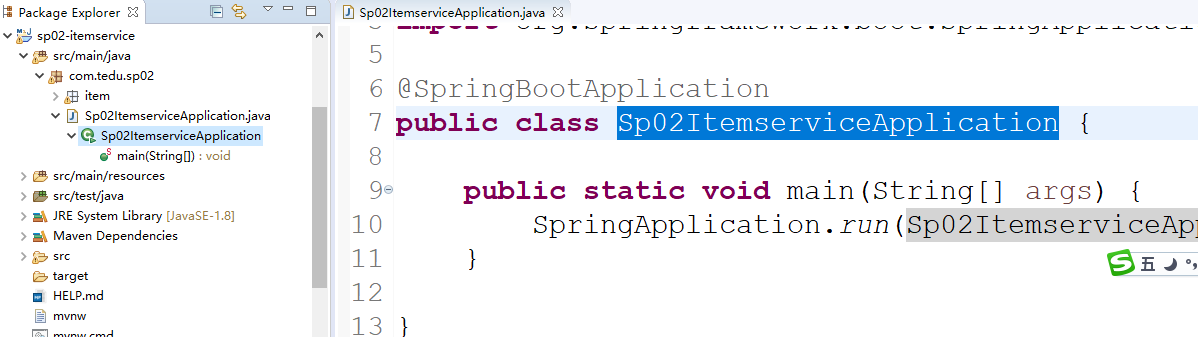 Package Explorer
sp02-itemservice
src/main/java
com.tedu.sp02
item
Sp02ItemserviceApplication.java
Sp02ItemserviceApplication
main(String[]) : void
src/main/resources
src/test/java
JRE System Library [JavaSE-1.8]
Maven Dependencies
src
target
HELP.md
mvnw
mvnw.cmd
Sp02ItemserviceApplication.java
5
6 @SpringBootApplication
7 public class Sp02ItemserviceApplication {
8
9 public static void main(String[] args) {
10 SpringApplication.run(Sp02ItemserviceApp
11 }
12
13 }
S 五